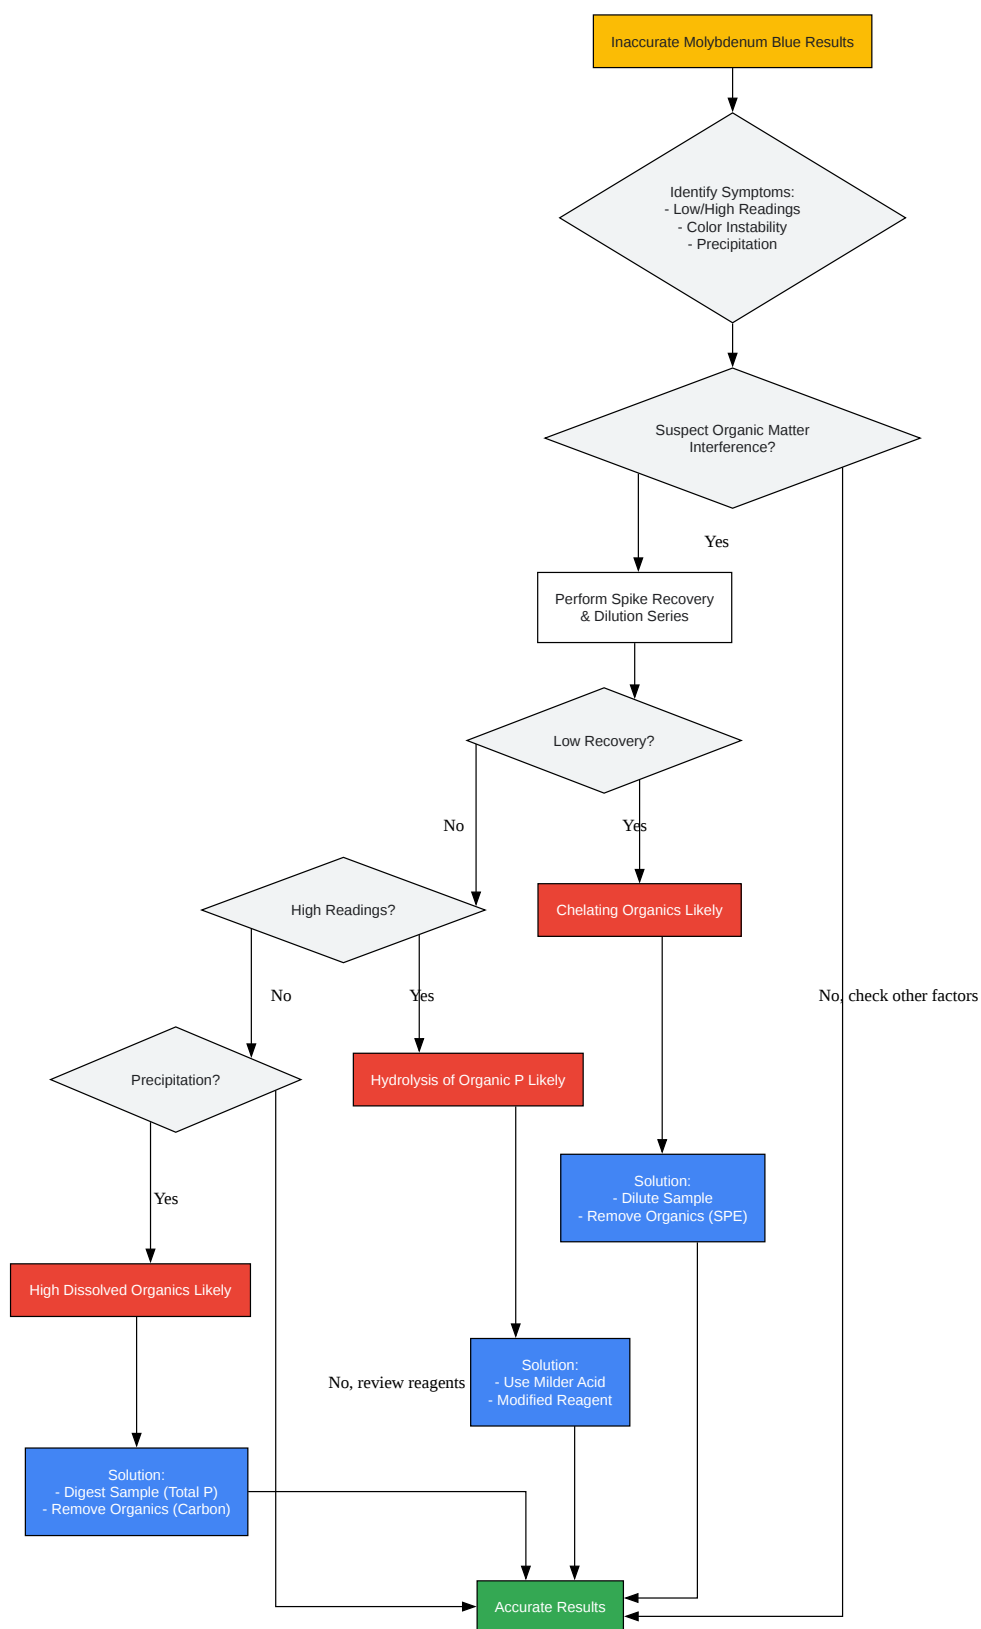 Inaccurate Molybdenum Blue Results
Identify Symptoms:
- Low/High Readings
- Color Instability
- Precipitation
Suspect Organic Matter
Interference?
Yes
Perform Spike Recovery
& Dilution Series
Low Recovery?
No
Yes
High Readings?
Chelating Organics Likely
No
Yes
No, check other factors
Precipitation?
Hydrolysis of Organic P Likely
Solution:
- Dilute Sample
- Remove Organics (SPE)
Yes
High Dissolved Organics Likely
No, review reagents
Solution:
- Use Milder Acid
- Modified Reagent
Solution:
- Digest Sample (Total P)
- Remove Organics (Carbon)
Accurate Results